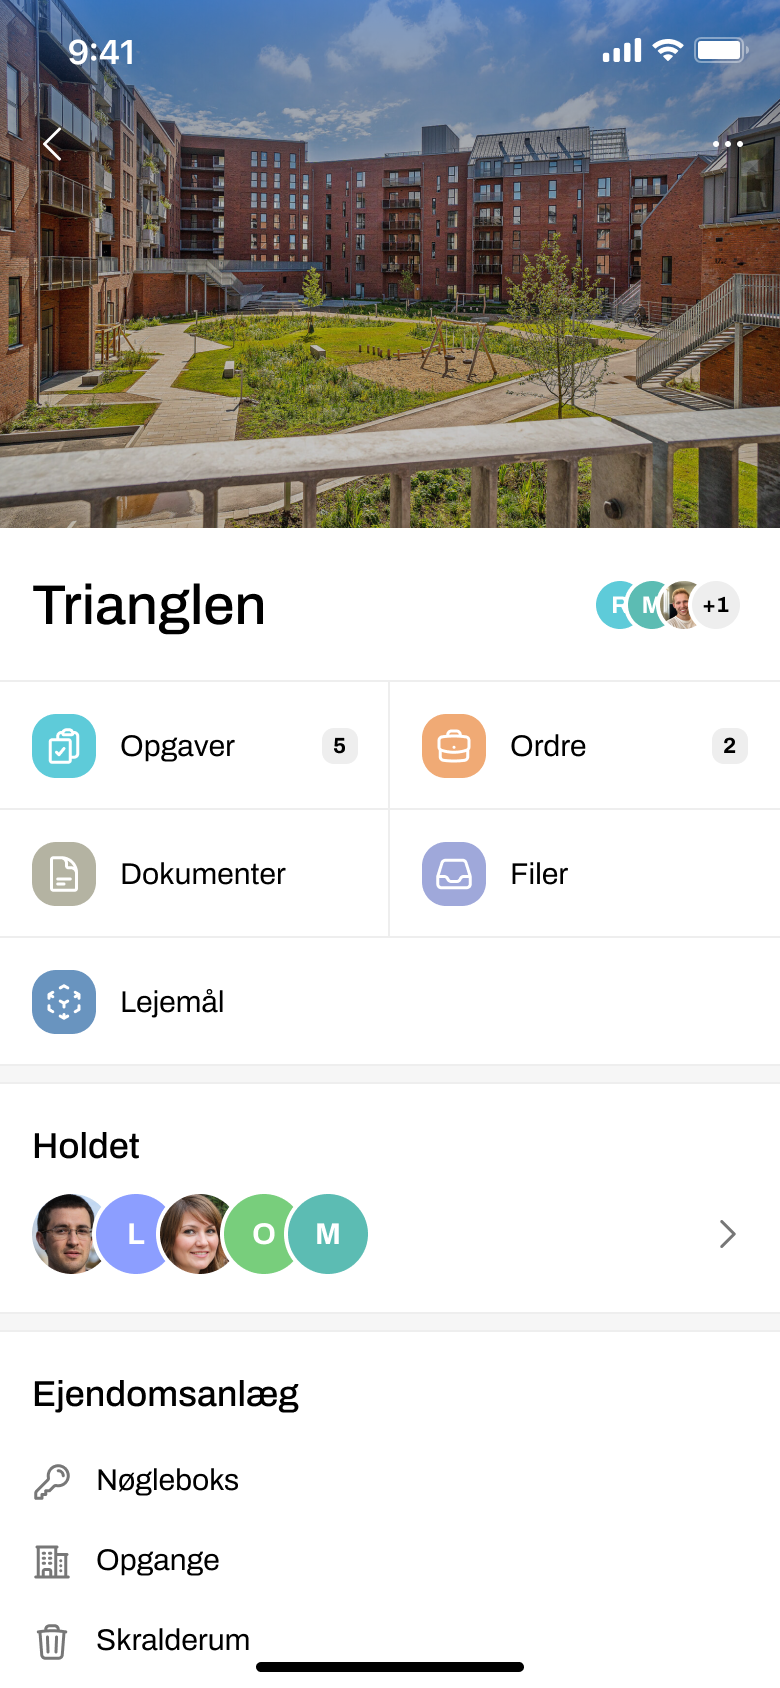 9:41
Trianglen
R M +1
Opgaver 5
Ordre 2
Dokumenter
Filer
Lejemål
Holdet
L O M
Ejendomsanlæg
Nøgleboks
Opgange
Skralderum